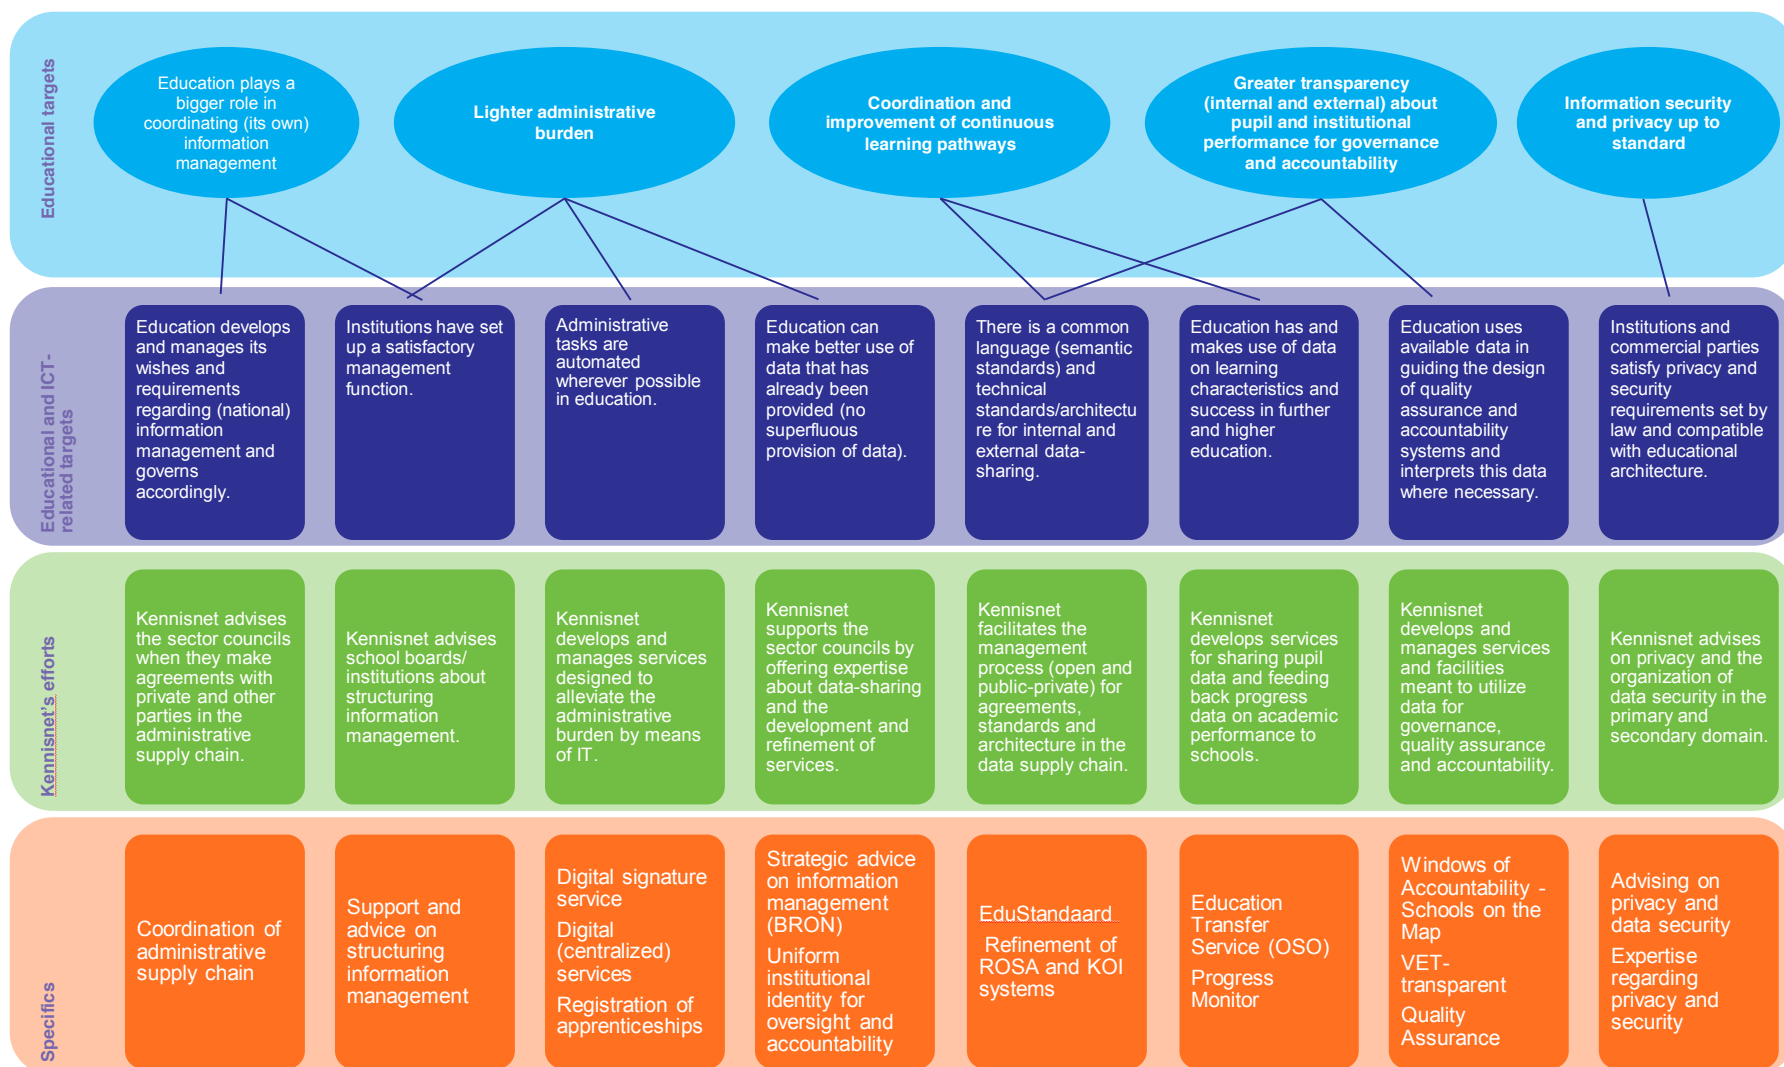 Educational targets
Education plays a
bigger role in
coordinating (its own)
information
management
Lighter administrative
burden
Coordination and
improvement of continuous
learning pathways
Greater transparency
(internal and external) about
pupil and institutional
performance for governance
and accountability
Information security
and privacy up to
standard
Educational and ICT-
related targets
Education develops
and manages its
wishes and
requirements
regarding (national)
information
management and
governs
accordingly.
Institutions have set
up a satisfactory
management
function.
Administrative
tasks are
automated
wherever possible
in education.
Education can
make better use of
data that has
already been
provided (no
superfluous
provision of data).
There is a common
language (semantic
standards) and
technical
standards/architectu
re for internal and
external data-
sharing.
Education has and
makes use of data
on learning
characteristics and
success in further
and higher
education.
Education uses
available data in
guiding the design
of quality
assurance and
accountability
systems and
interprets this data
where necessary.
Institutions and
commercial parties
satisfy privacy and
security
requirements set by
law and compatible
with educational
architecture.
Kennisnet's efforts
Kennisnet advises
the sector councils
when they make
agreements with
private and other
parties in the
administrative
supply chain.
Kennisnet advises
school boards/
institutions about
structuring
information
management.
Kennisnet
develops and
manages services
designed to
alleviate the
administrative
burden by means
of IT.
Kennisnet
supports the
sector councils by
offering expertise
about data-sharing
and the
development and
refinement of
services.
Kennisnet
facilitates the
management
process (open and
public-private) for
agreements,
standards and
architecture in the
data supply chain.
Kennisnet
develops services
for sharing pupil
data and feeding
back progress
data on academic
performance to
schools.
Kennisnet
develops and
manages services
and facilities
meant to utilize
data for
governance,
quality assurance
and accountability.
Kennisnet advises
on privacy and the
organization of
data security in the
primary and
secondary domain.
Specifics
Coordination of
administrative
supply chain
Support and
advice on
structuring
information
management
Digital signature
service
Digital
(centralized)
services
Registration of
apprenticeships
Strategic advice
on information
management
(BRON)
Uniform
institutional
identity for
oversight and
accountability
EduStandaard
Refinement of
ROSA and KOI
systems
Education
Transfer
Service (OSO)
Progress
Monitor
Windows of
Accountability -
Schools on the
Map
VET-
transparent
Quality
Assurance
Advising on
privacy and
data security
Expertise
regarding
privacy and
security